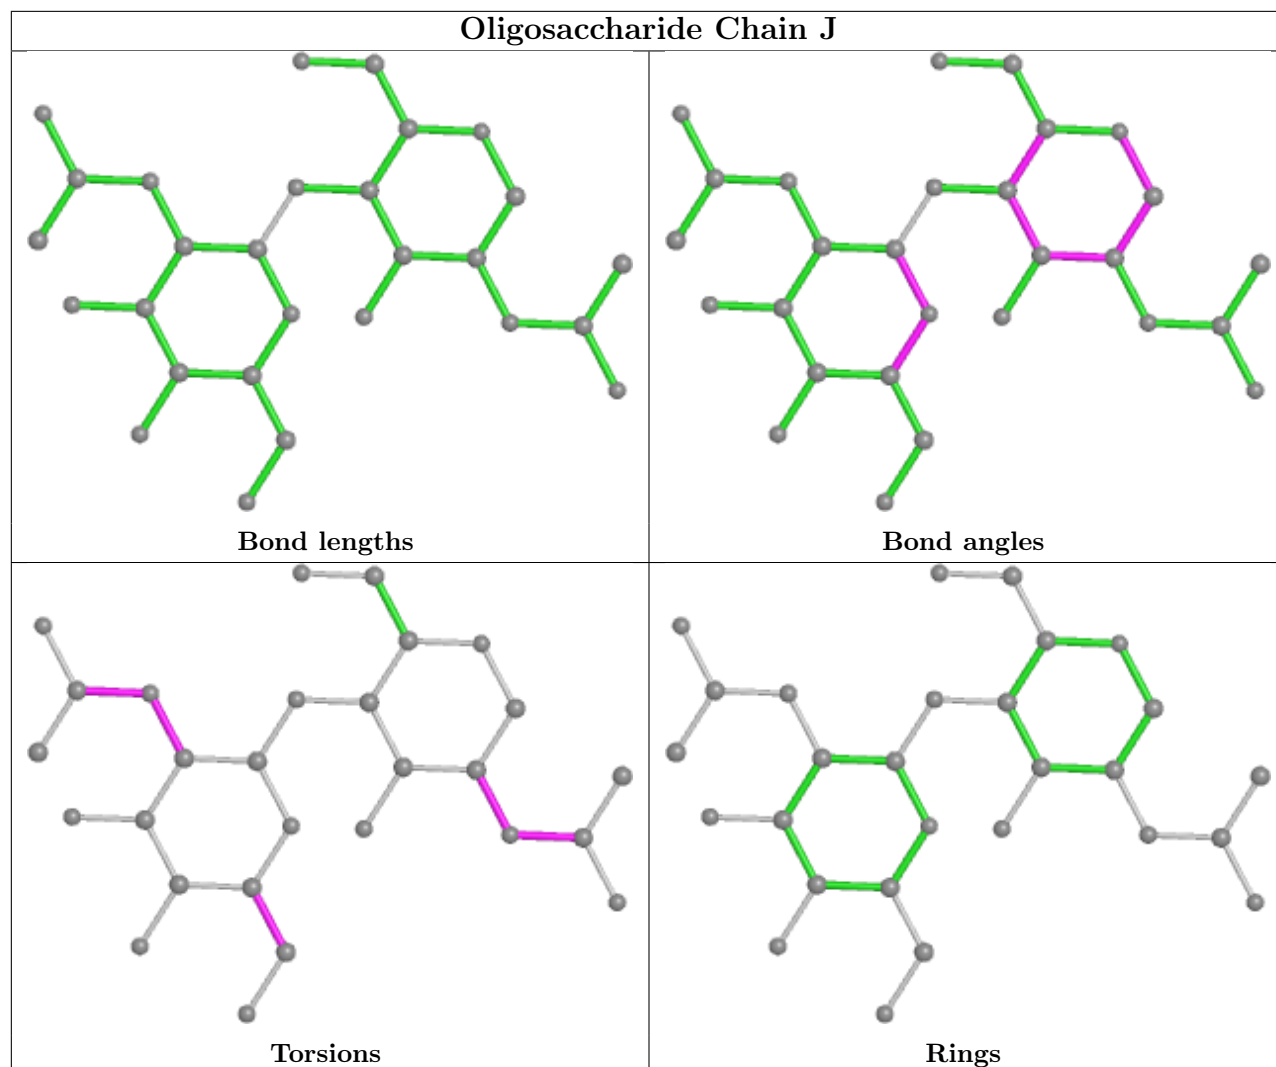 Oligosaccharide Chain J
Bond lengths
Bond angles
Torsions
Rings